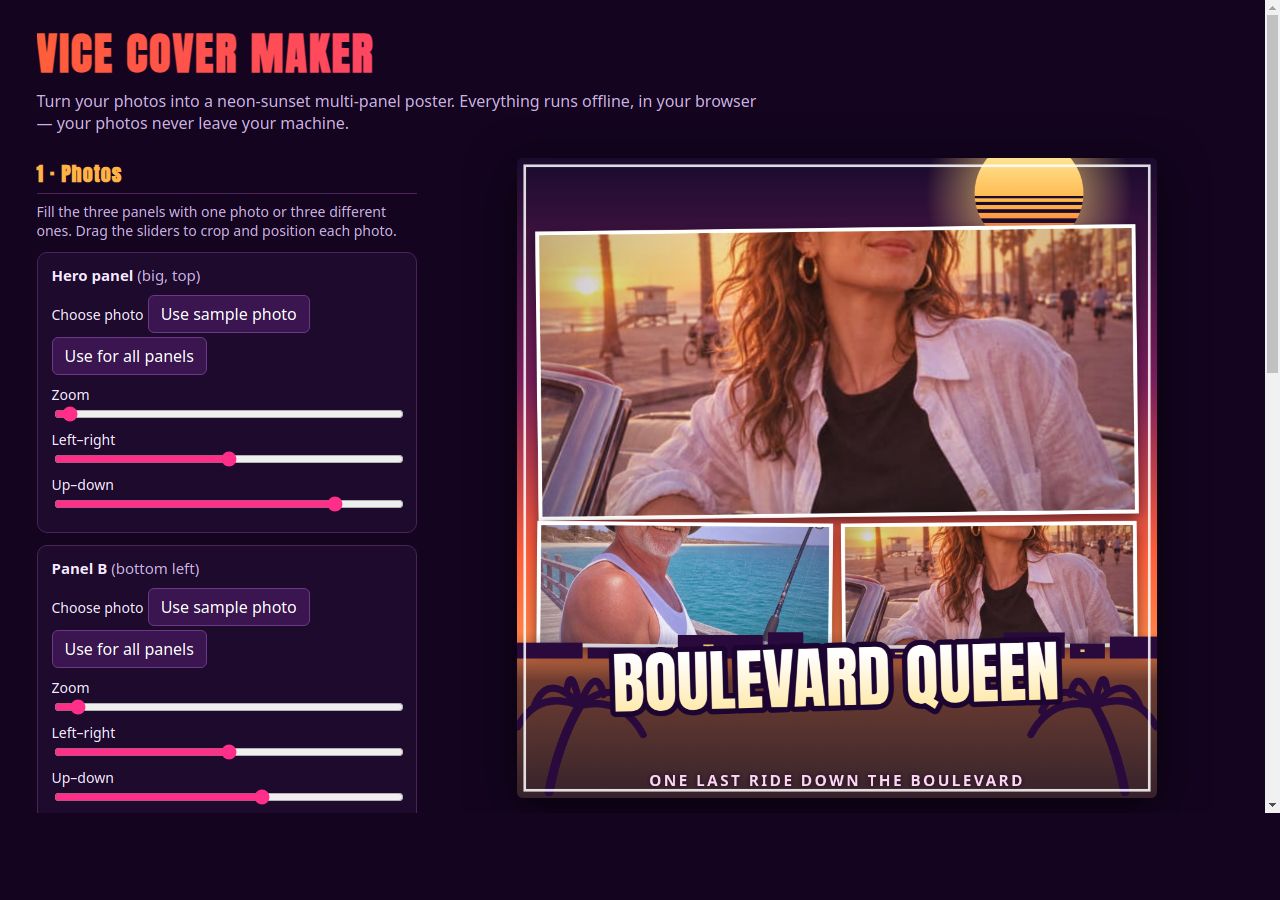 VICE COVER MAKER
Turn your photos into a neon-sunset multi-panel poster. Everything runs offline, in your browser
— your photos never leave your machine.
1 · Photos
Fill the three panels with one photo or three different
ones. Drag the sliders to crop and position each photo.
Hero panel (big, top)
Choose photo Use sample photo
Use for all panels
Zoom
Left–right
Up–down
Panel B (bottom left)
Choose photo Use sample photo
Use for all panels
Zoom
Left–right
Up–down
BOULEVARD QUEEN
ONE LAST RIDE DOWN THE BOULEVARD